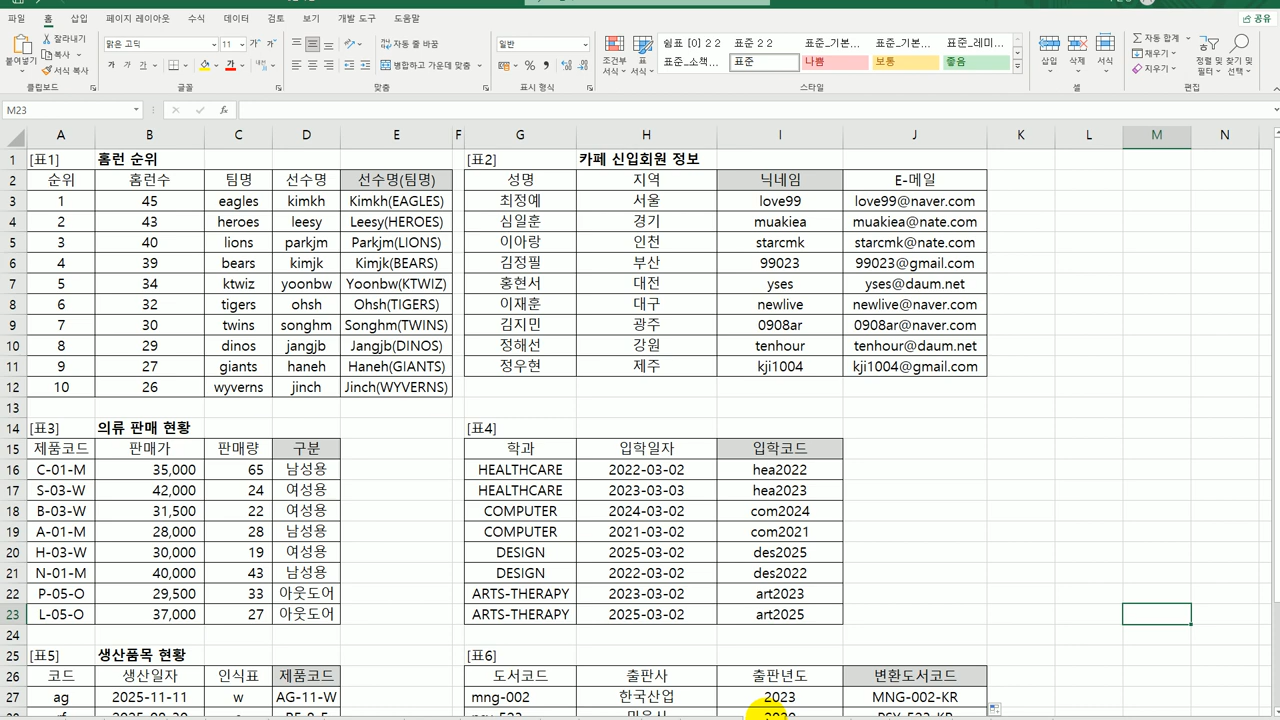 파일 홈 삽입 페이지 레이아웃 수식 데이터 검토 보기 개발 도구 도움말 공유
붙여넣기
잘라내기
복사
서식 복사
클립보드
맑은 고딕 11
가 가 가 가
글꼴
자동 줄 바꿈
병합하고 가운데 맞춤
맞춤
일반
표시 형식
조건부 서식
표 서식
쉼표 [0] 2 2 표준 2 2 표준_기본... 표준_기본... 표준_레미...
표준_소책... 표준 나쁨 보통 좋음
스타일
삽입 삭제 서식
셀
자동 합계
채우기
지우기
정렬 및 필터
찾기 및 선택
편집
M23 fx
A B C D E F G H I J K L M N
1 [표1] 홈런 순위 [표2] 카페 신입회원 정보
2 순위 홈런수 팀명 선수명 선수명(팀명) 성명 지역 닉네임 E-메일
3 1 45 eagles kimkh Kimkh(EAGLES) 최정예 서울 love99 love99@naver.com
4 2 43 heroes leesy Leesy(HEROES) 심일훈 경기 muakiea muakiea@nate.com
5 3 40 lions parkjm Parkjm(LIONS) 이아랑 인천 starcmk starcmk@nate.com
6 4 39 bears kimjk Kimjk(BEARS) 김정필 부산 99023 99023@gmail.com
7 5 34 ktwiz yoonbw Yoonbw(KTWIZ) 홍현서 대전 yses yses@daum.net
8 6 32 tigers ohsh Ohsh(TIGERS) 이재훈 대구 newlive newlive@naver.com
9 7 30 twins songhm Songhm(TWINS) 김지민 광주 0908ar 0908ar@naver.com
10 8 29 dinos jangjb Jangjb(DINOS) 정해선 강원 tenhour tenhour@daum.net
11 9 27 giants haneh Haneh(GIANTS) 정우현 제주 kji1004 kji1004@gmail.com
12 10 26 wyverns jinch Jinch(WYVERNS)
13
14 [표3] 의류 판매 현황 [표4]
15 제품코드 판매가 판매량 구분 학과 입학일자 입학코드
16 C-01-M 35,000 65 남성용 HEALTHCARE 2022-03-02 hea2022
17 S-03-W 42,000 24 여성용 HEALTHCARE 2023-03-03 hea2023
18 B-03-W 31,500 22 여성용 COMPUTER 2024-03-02 com2024
19 A-01-M 28,000 28 남성용 COMPUTER 2021-03-02 com2021
20 H-03-W 30,000 19 여성용 DESIGN 2025-03-02 des2025
21 N-01-M 40,000 43 남성용 DESIGN 2022-03-02 des2022
22 P-05-O 29,500 33 아웃도어 ARTS-THERAPY 2023-03-02 art2023
23 L-05-O 37,000 27 아웃도어 ARTS-THERAPY 2025-03-02 art2025
24
25 [표5] 생산품목 현황 [표6]
26 코드 생산일자 인식표 제품코드 도서코드 출판사 출판년도 변환도서코드
27 ag 2025-11-11 w AG-11-W mng-002 한국산업 2023 MNG-002-KR